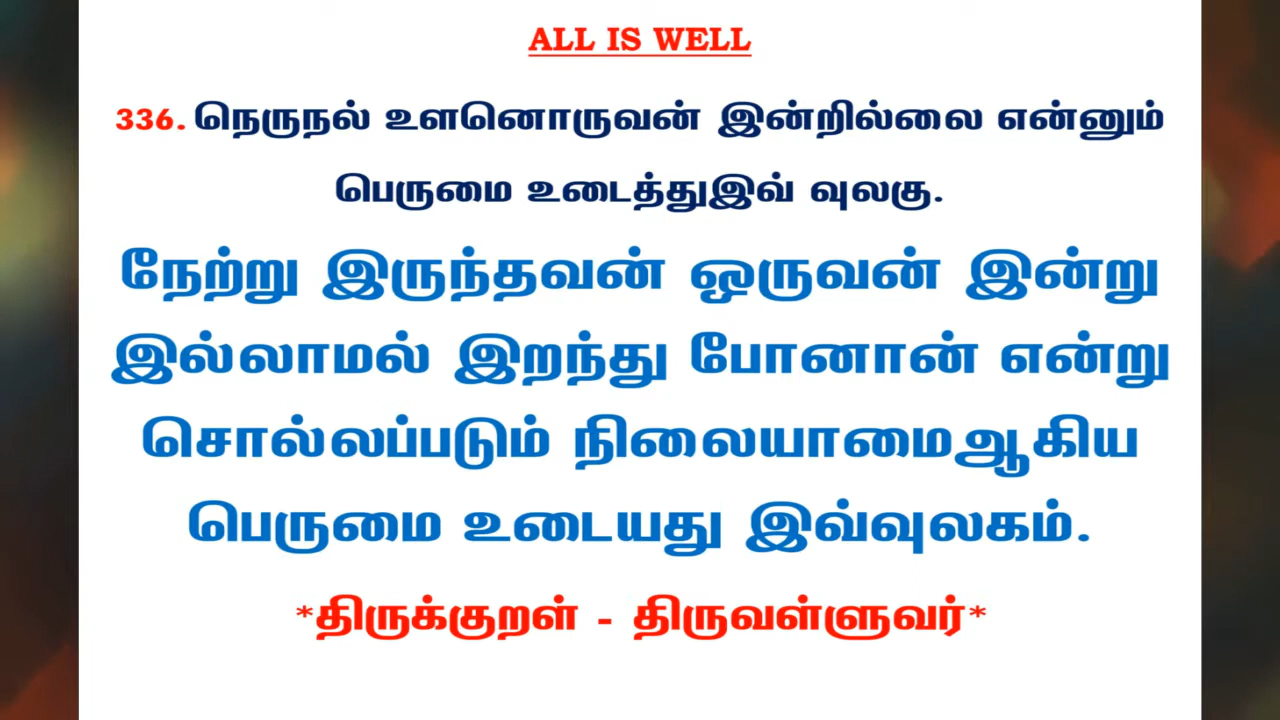 ALL IS WELL
336. நெருநல் உளனொருவன் இன்றில்லை என்னும்
பெருமை உடைத்துஇவ் வுலகு.
நேற்று இருந்தவன் ஒருவன் இன்று
இல்லாமல் இறந்து போனான் என்று
சொல்லப்படும் நிலையாமைஆகிய
பெருமை உடையது இவ்வுலகம்.
*திருக்குறள் - திருவள்ளுவர்*